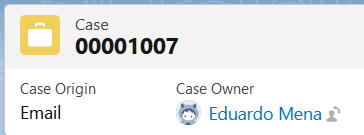 Case
00001007
Case Origin
Case Owner
Email
Eduardo Mena